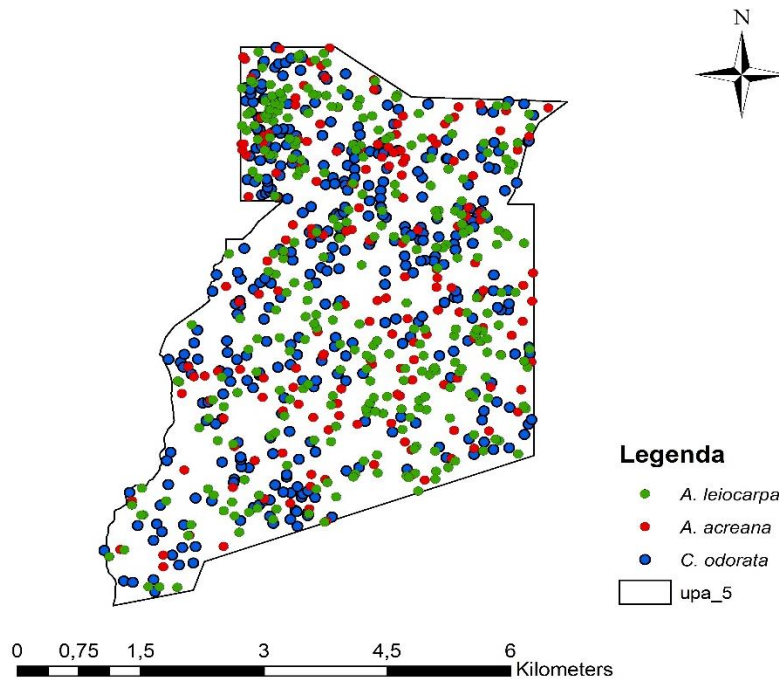 N
Legenda
A. leiocarpa
A. acreana
C. odorata
upa_5
0 0,75 1,5 3 4,5 6
Kilometers